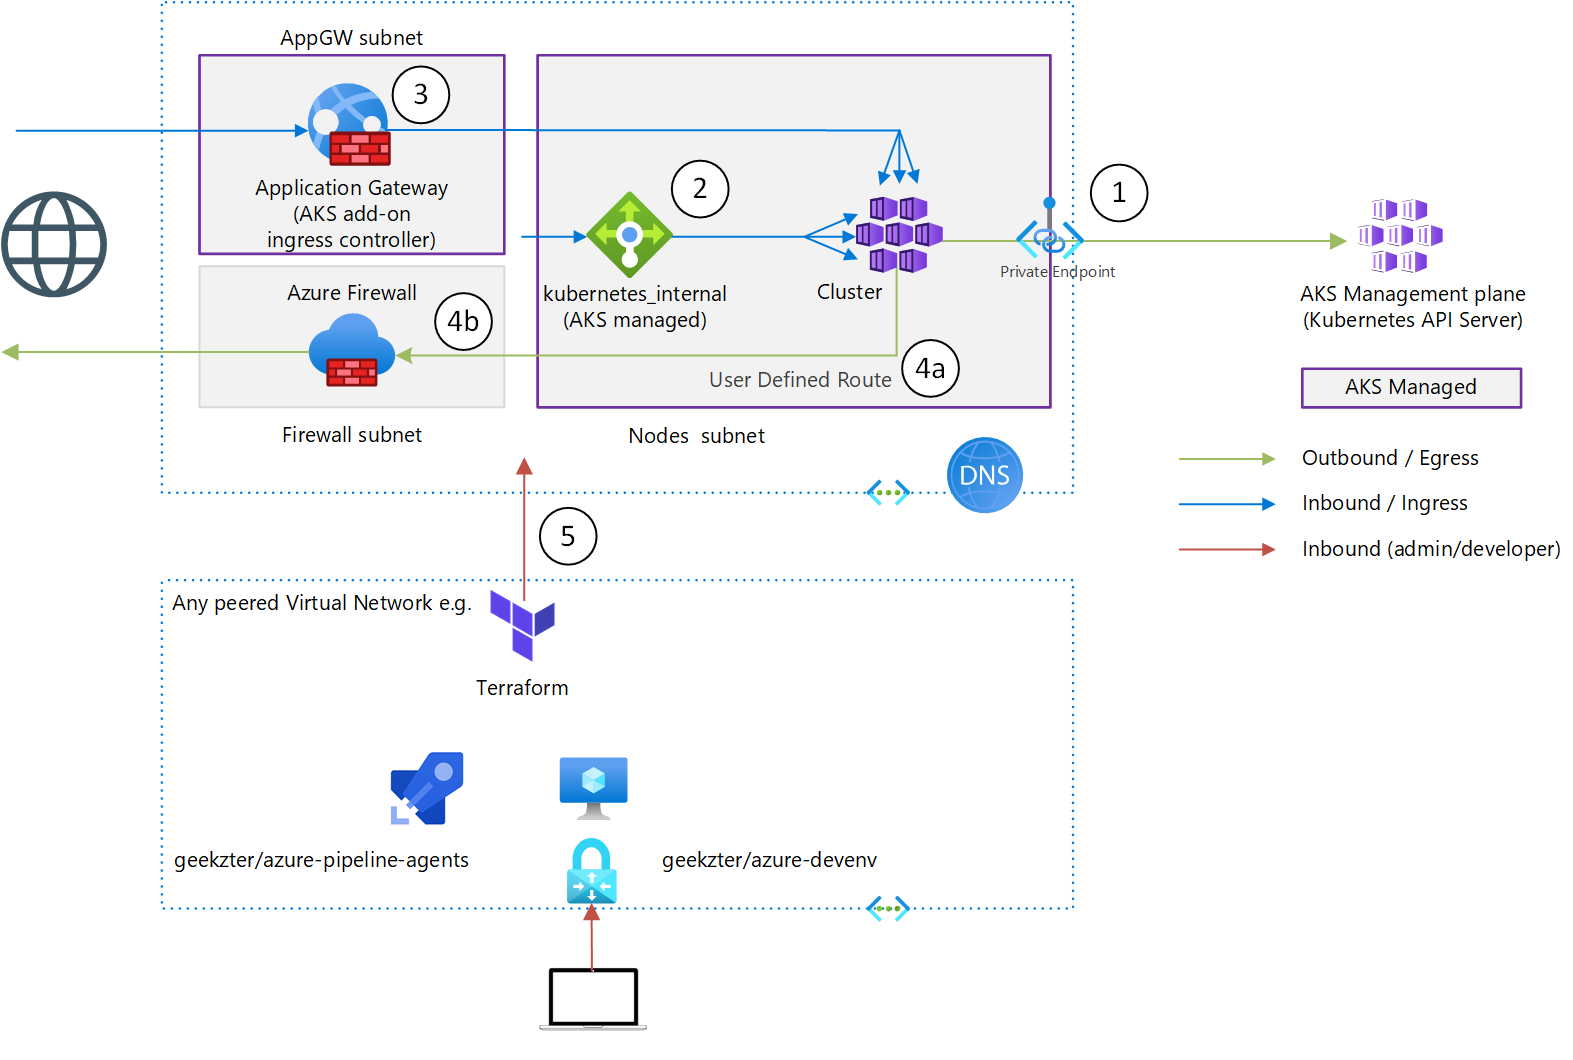 AppGW subnet
3
Application Gateway
(AKS add-on
ingress controller)
2
kubernetes_internal
(AKS managed)
Cluster
1
Private Endpoint
AKS Management plane
(Kubernetes API Server)
Azure Firewall
4b
4a
User Defined Route
AKS Managed
Firewall subnet
Nodes subnet
DNS
Outbound / Egress
Inbound / Ingress
Inbound (admin/developer)
5
Any peered Virtual Network e.g.
Terraform
geekzter/azure-pipeline-agents
geekzter/azure-devenv